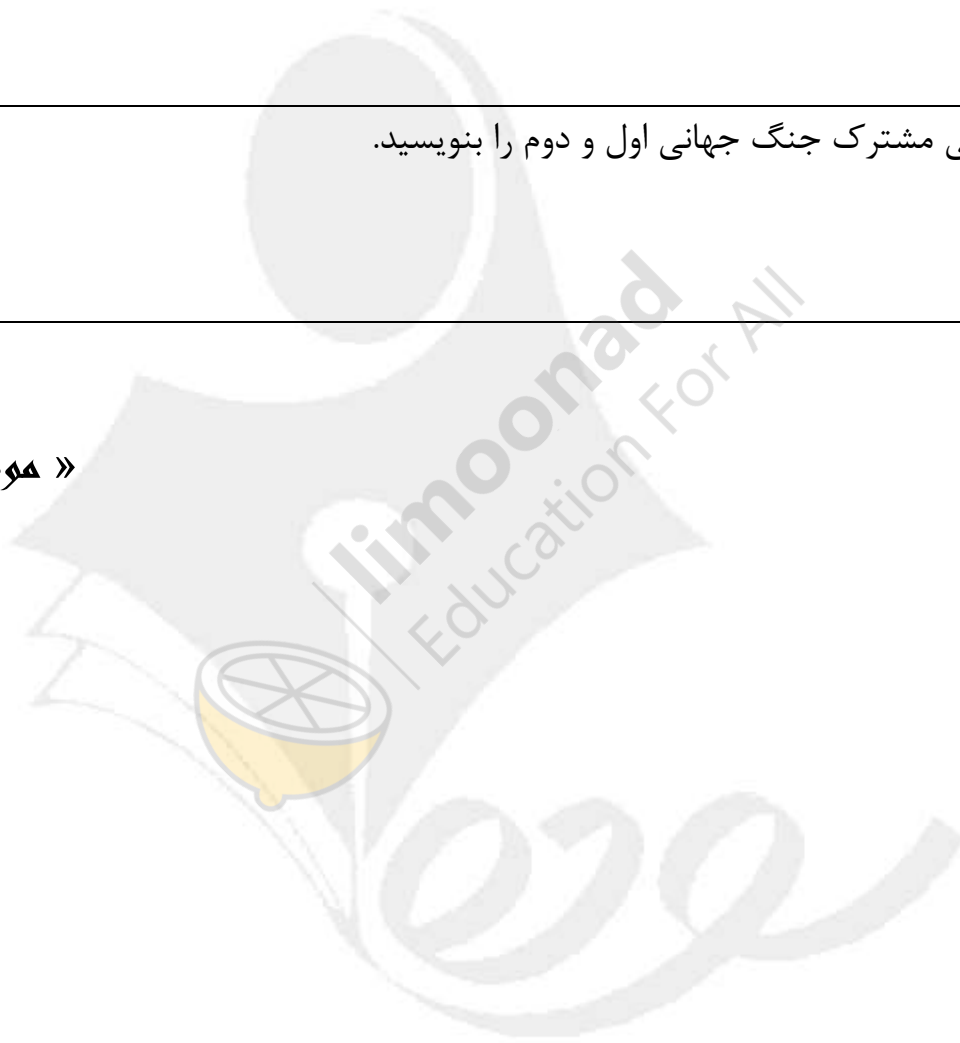 ی مشترک جنگ جهانی اول و دوم را بنویسید.
limoonad
Education For All
« مو